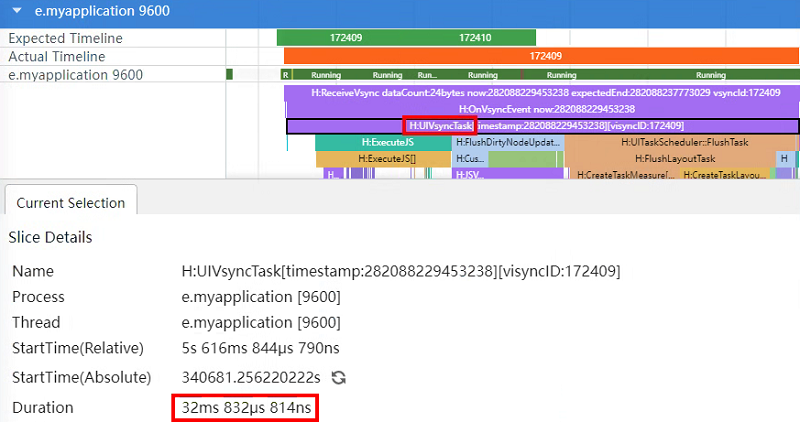 e.myapplication 9600
Expected Timeline 172409 172410
Actual Timeline 172409
e.myapplication 9600 R Running Running Run... Running Running Running
H:ReceiveVsync dataCount:24bytes now:282088229453238 expectedEnd:282088237773029 vsyncId:172409
H:OnVsyncEvent now:282088229453238
H:UIVsyncTask[timestamp:282088229453238][visyncID:172409]
H:ExecuteJS H:FlushDirtyNodeUpdat... H:UITaskScheduler::FlushTask
H:ExecuteJS[] H:Cus... H:FlushLayoutTask H
H... H:JSV... H:CreateTaskMeasure[... H:CreateTaskLayou...
Current Selection
Slice Details
Name H:UIVsyncTask[timestamp:282088229453238][visyncID:172409]
Process e.myapplication [9600]
Thread e.myapplication [9600]
StartTime(Relative) 5s 616ms 844μs 790ns
StartTime(Absolute) 340681.256220222s
Duration 32ms 832μs 814ns